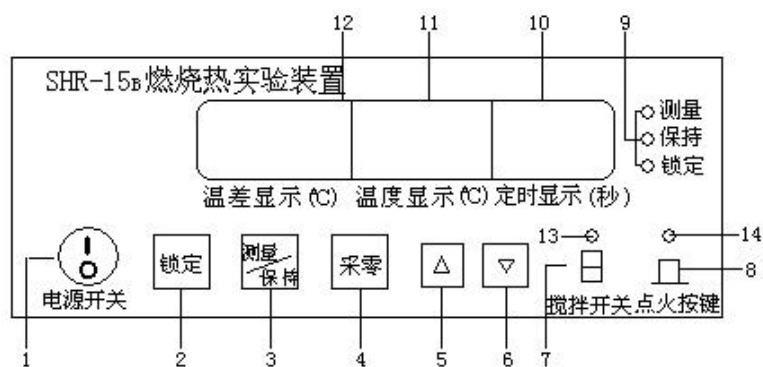 12 11 10 9
SHR-15B燃烧热实验装置
测量
保持
锁定
温差显示(℃) 温度显示(℃) 定时显示(秒)
13 14
锁定 测量/保持 采零 △ ▽
8
电源开关 搅拌开关 点火按键
1 2 3 4 5 6 7